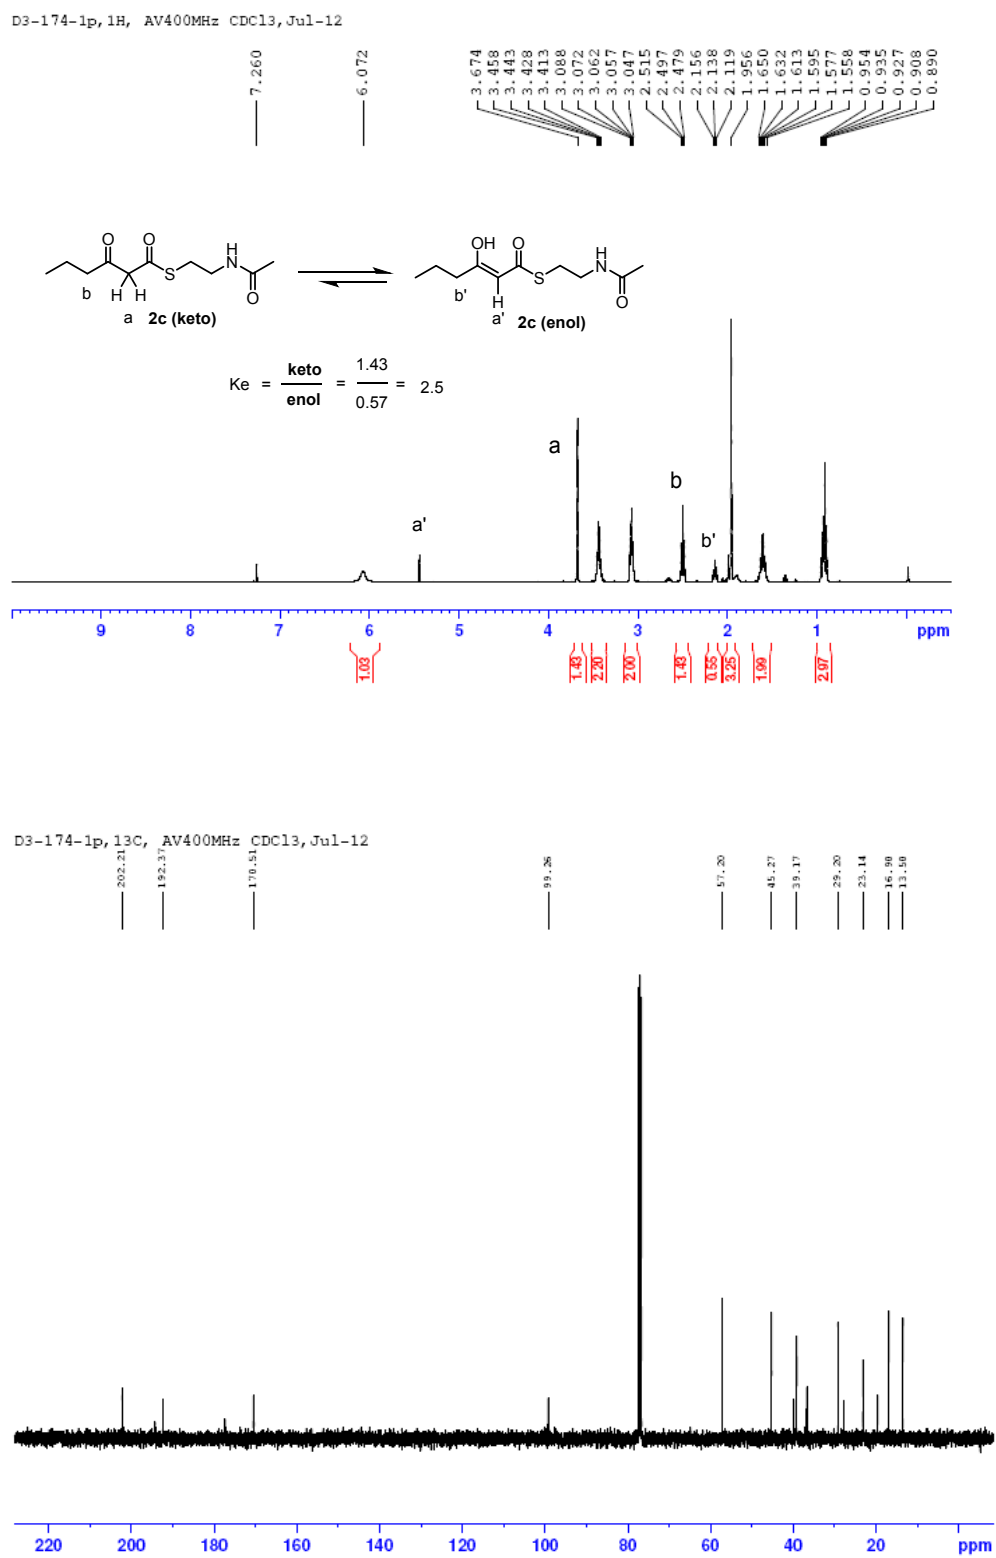 D3-174-1p,1H, AV400MHz CDCl3,Jul-12
7.260
6.072
3.674
3.458
3.443
3.428
3.413
3.088
3.072
3.062
3.057
3.047
2.515
2.497
2.479
2.156
2.138
2.119
1.956
1.650
1.632
1.613
1.595
1.577
1.558
0.954
0.935
0.927
0.908
0.890
O O H N
S
O
b H H
a 2c (keto)
OH O H N
S
O
b' H
a' 2c (enol)
Ke = keto / enol = 1.43 / 0.57 = 2.5
a
b
a'
b'
9 8 7 6 5 4 3 2 1 ppm
1.03 1.43 2.20 2.00 1.43 0.55 3.25 1.99 2.97
D3-174-1p,13C, AV400MHz CDCl3,Jul-12
202.21
192.37
170.51
99.26
57.20
45.27
39.17
29.20
23.14
16.90
13.50
220 200 180 160 140 120 100 80 60 40 20 ppm